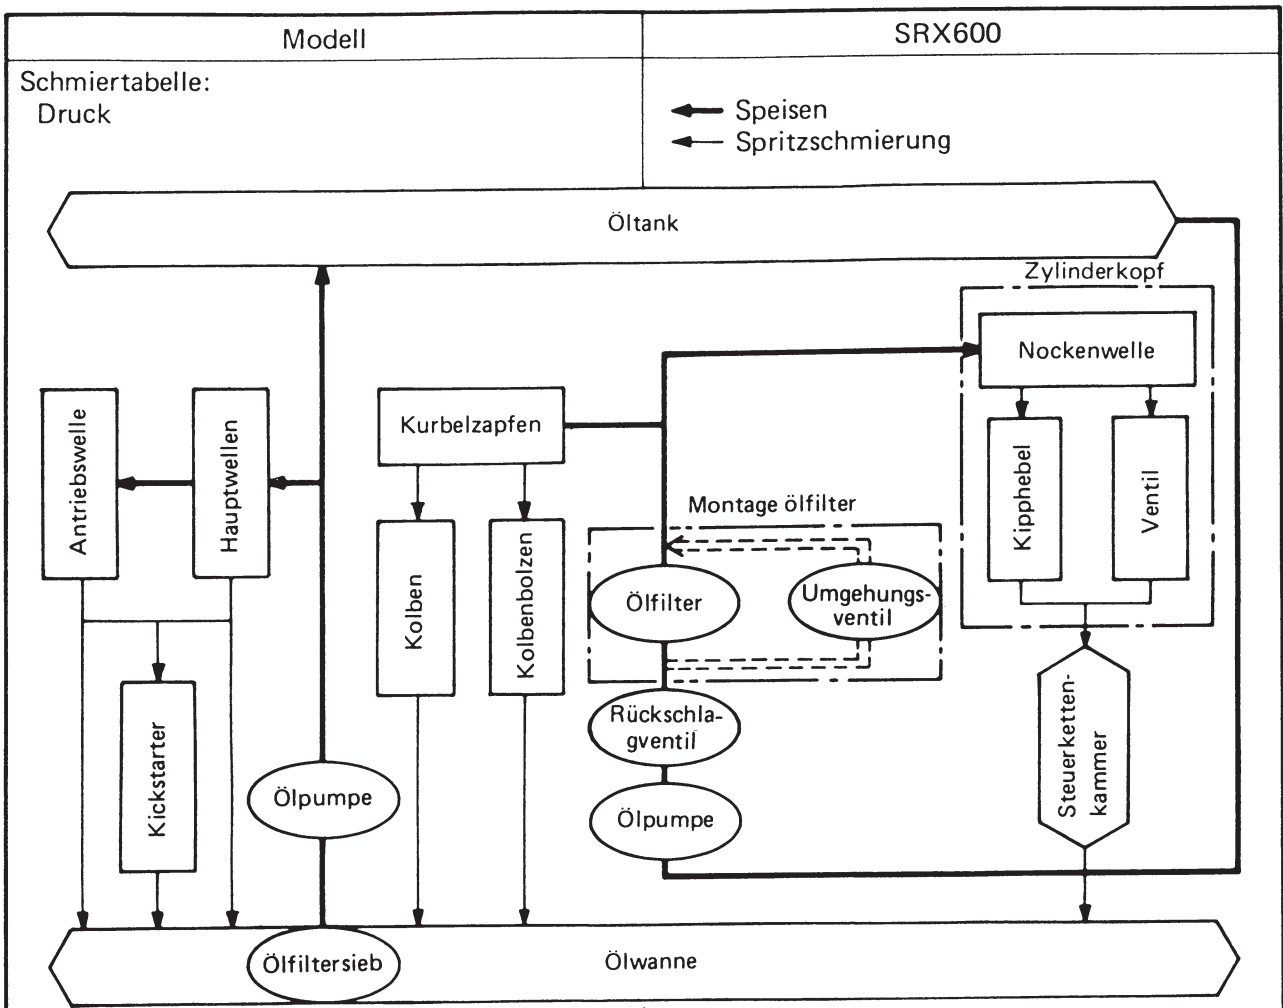 Modell
SRX600
Schmiertabelle:
Druck
Speisen
Spritzschmierung
Öltank
Zylinderkopf
Nockenwelle
Kurbelzapfen
Antriebswelle
Hauptwellen
Kipphebel
Ventil
Montage ölfilter
Kolben
Kolbenbolzen
Ölfilter
Umgehungs-
ventil
Rückschla-
gventil
Steuerketten-
kammer
Kickstarter
Ölpumpe
Ölpumpe
Ölfiltersieb
Ölwanne